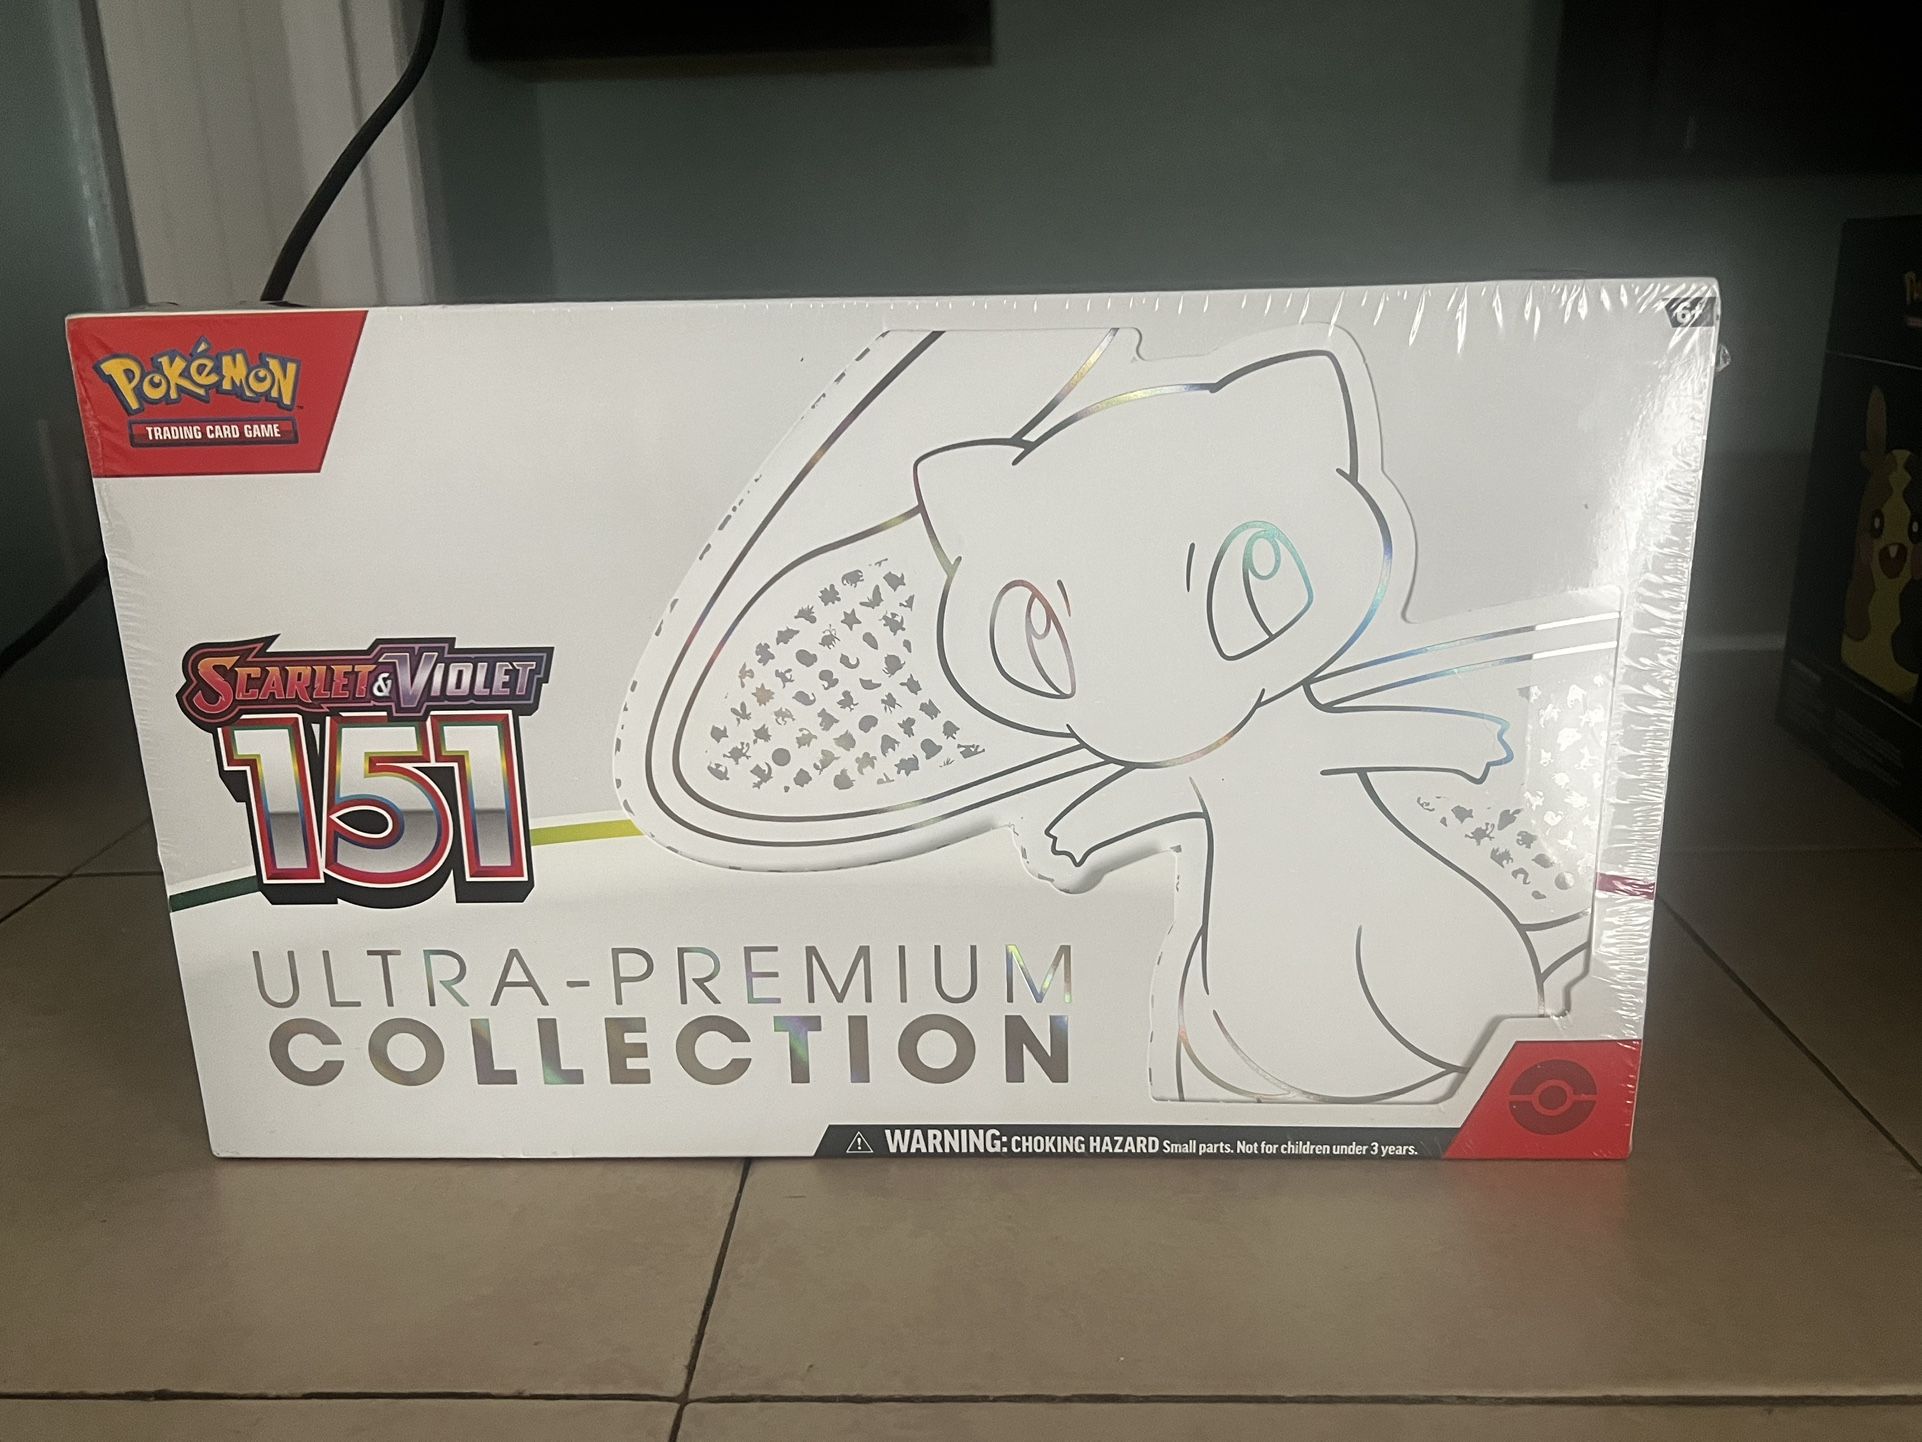 POKéMON
TRADING CARD GAME
6+
SCARLET & VIOLET
151
ULTRA-PREMIUM
COLLECTION
WARNING: CHOKING HAZARD Small parts. Not for children under 3 years.